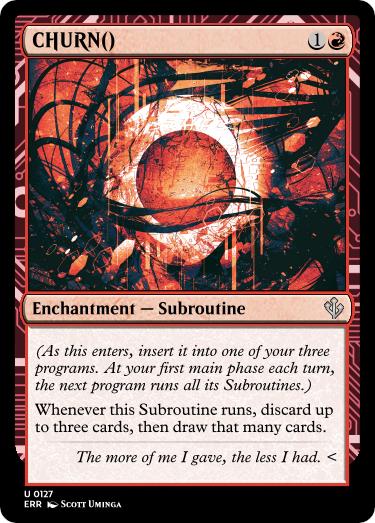 CHURN()
1
Enchantment — Subroutine
(As this enters, insert it into one of your three
programs. At your first main phase each turn,
the next program runs all its Subroutines.)
Whenever this Subroutine runs, discard up
to three cards, then draw that many cards.
The more of me I gave, the less I had. <
U 0127
ERR Scott Uminga